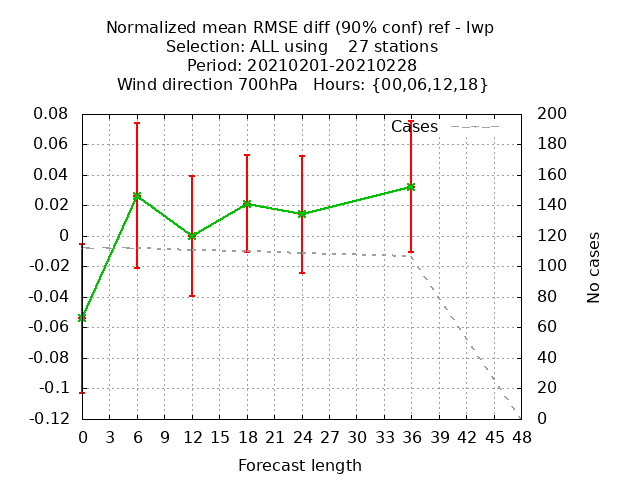 Normalized mean RMSE diff (90% conf) ref - lwp
Selection: ALL using    27 stations
Period: 20210201-20210228
Wind direction 700hPa   Hours: {00,06,12,18}
0.08 200
0.06 Cases 180
0.04 160
0.02 140
0 120
-0.02 100
-0.04 80
-0.06 60
-0.08 40
-0.1 20
-0.12 0
No cases
0 3 6 9 12 15 18 21 24 27 30 33 36 39 42 45 48
Forecast length